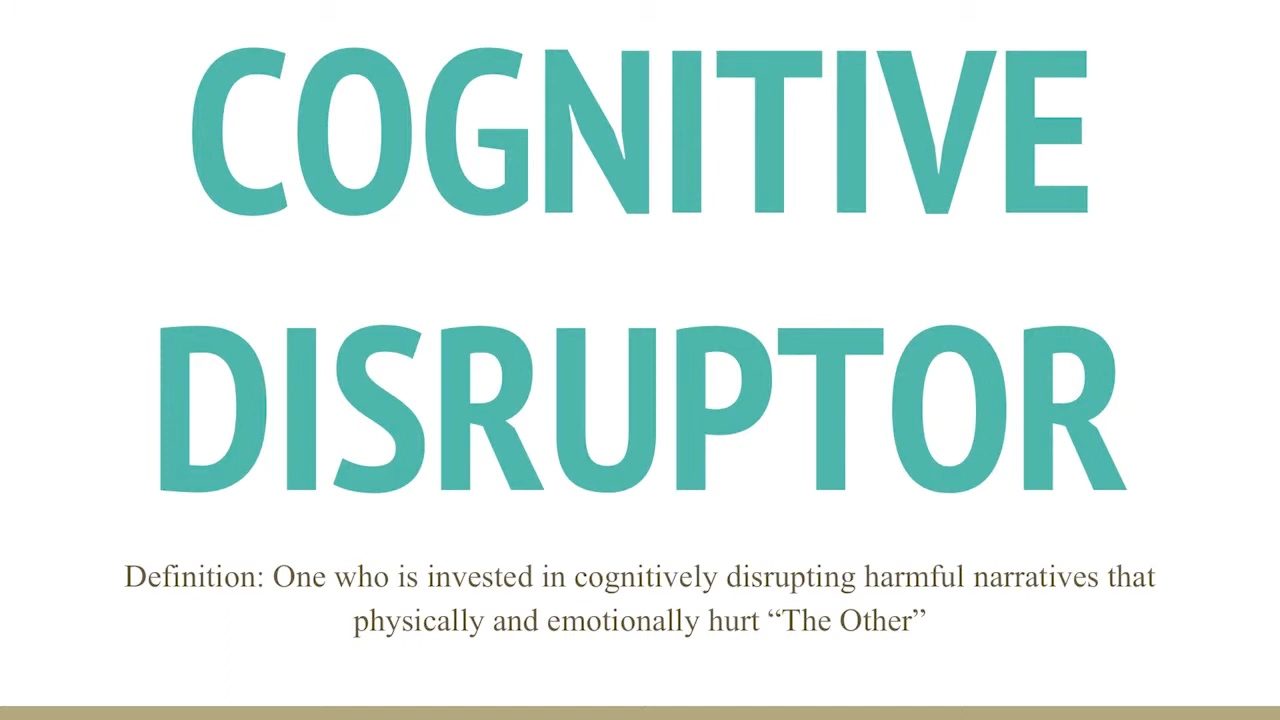 COGNITIVE
DISRUPTOR
Definition: One who is invested in cognitively disrupting harmful narratives that
physically and emotionally hurt “The Other”